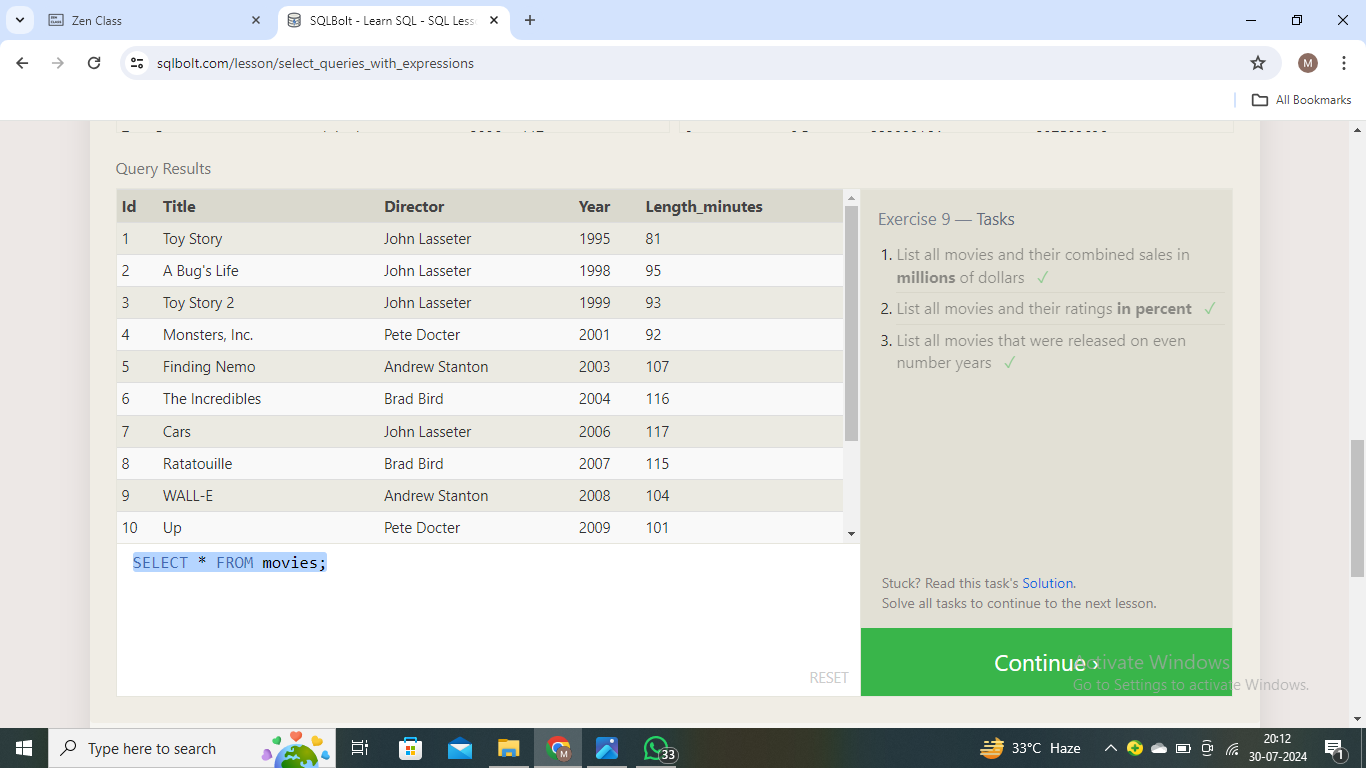 Zen Class
SQLBolt - Learn SQL - SQL Less
sqlbolt.com/lesson/select_queries_with_expressions
M
All Bookmarks
Query Results
Id Title Director Year Length_minutes
1 Toy Story John Lasseter 1995 81
2 A Bug's Life John Lasseter 1998 95
3 Toy Story 2 John Lasseter 1999 93
4 Monsters, Inc. Pete Docter 2001 92
5 Finding Nemo Andrew Stanton 2003 107
6 The Incredibles Brad Bird 2004 116
7 Cars John Lasseter 2006 117
8 Ratatouille Brad Bird 2007 115
9 WALL-E Andrew Stanton 2008 104
10 Up Pete Docter 2009 101
SELECT * FROM movies;
RESET
Exercise 9 — Tasks
1. List all movies and their combined sales in
millions of dollars ✓
2. List all movies and their ratings in percent ✓
3. List all movies that were released on even
number years ✓
Stuck? Read this task's Solution.
Solve all tasks to continue to the next lesson.
Continue ›
Activate Windows
Go to Settings to activate Windows.
Type here to search
M
33
33°C Haze
20:12
30-07-2024
1